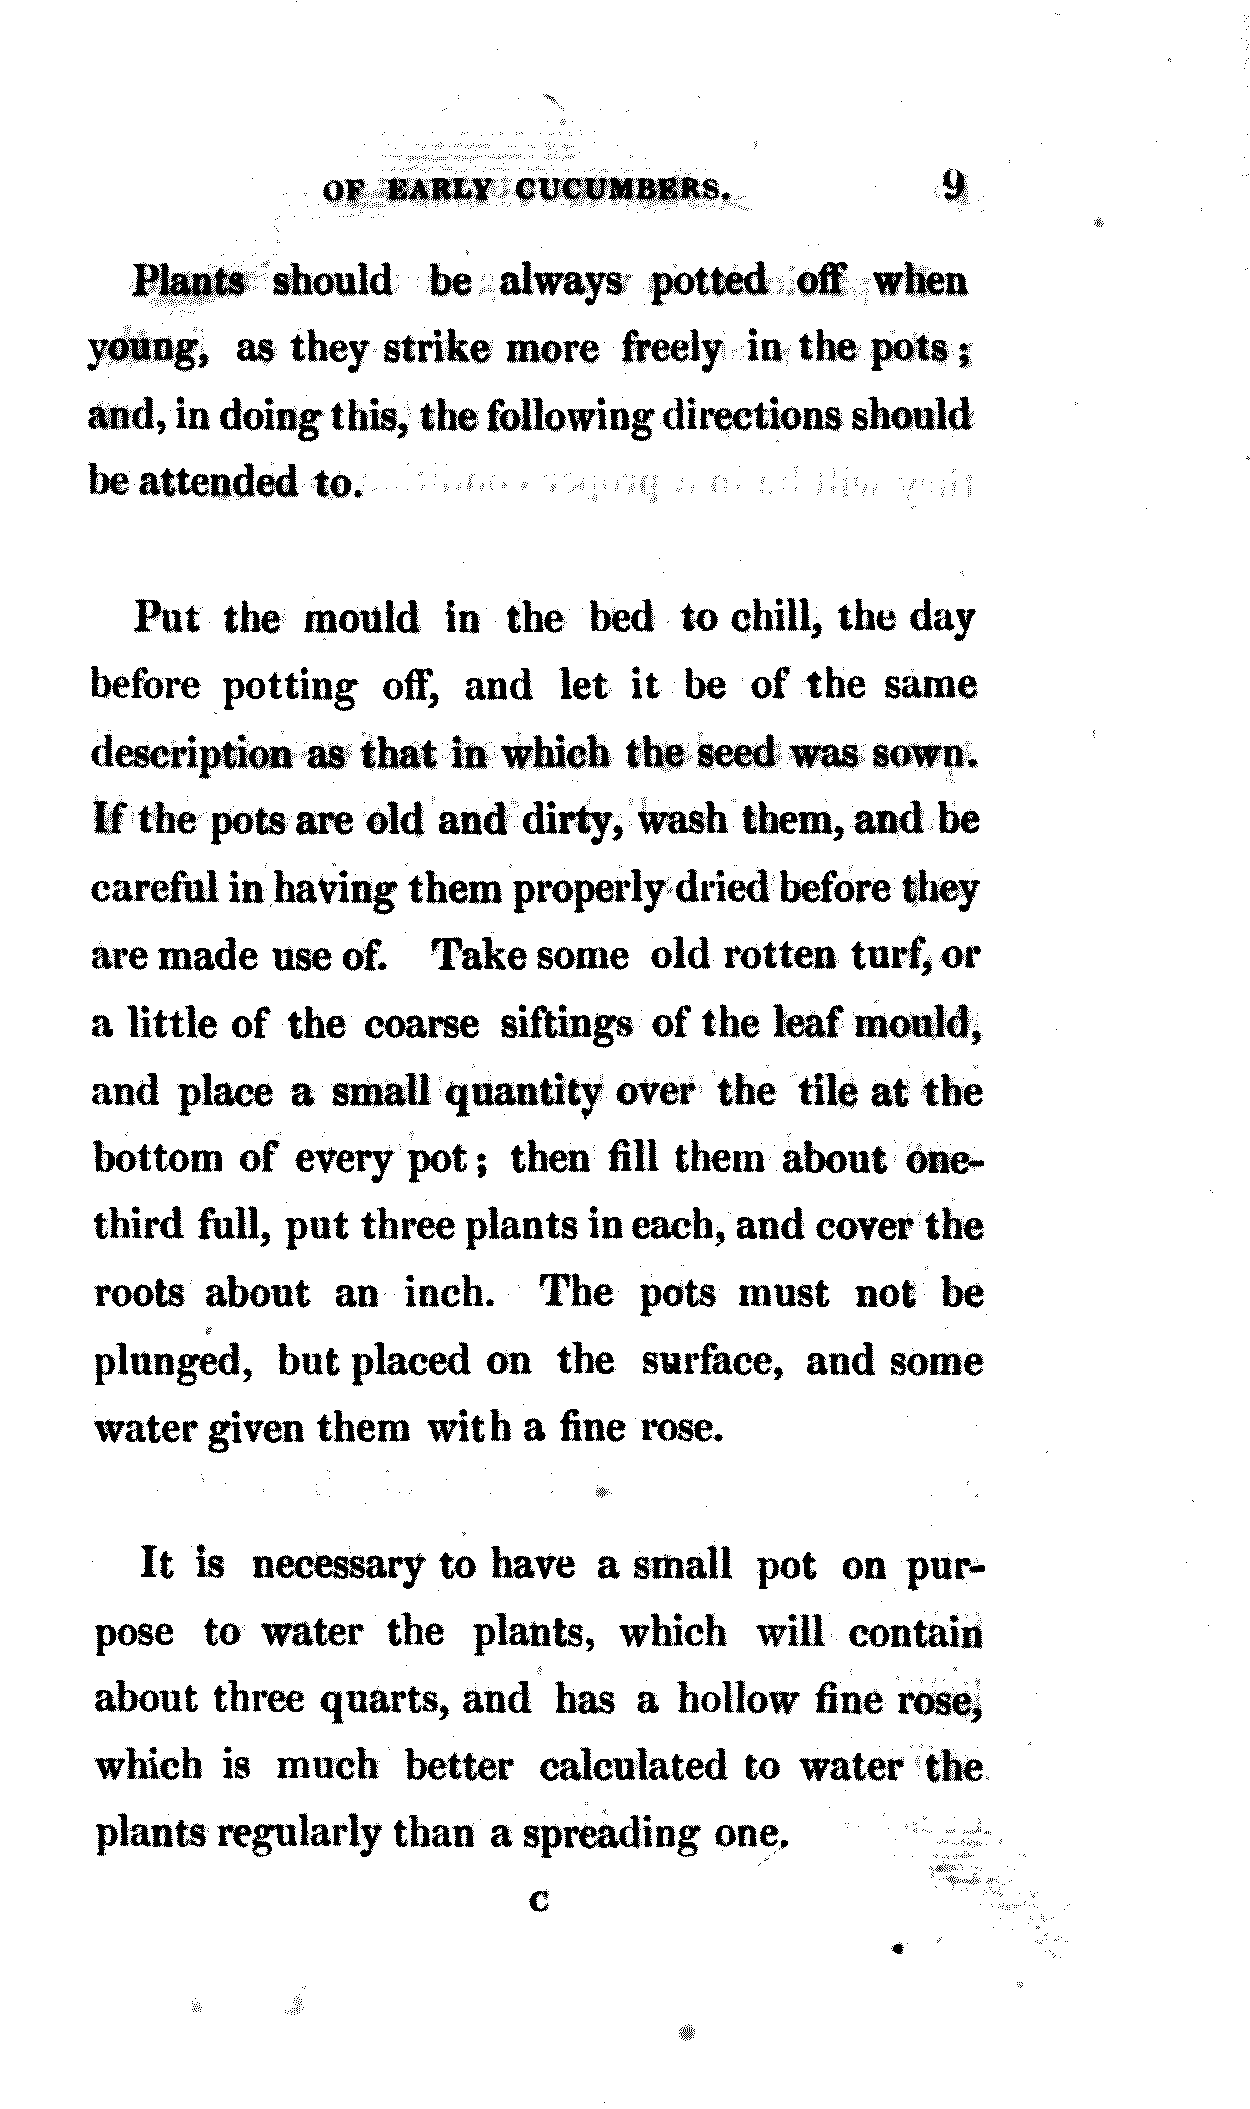 OF EARLY CUCUMBERS. 9
Plants should be always potted off when
young, as they strike more freely in the pots;
and, in doing this, the following directions should
be attended to.
Put the mould in the bed to chill, the day
before potting off, and let it be of the same
description as that in which the seed was sown.
If the pots are old and dirty, wash them, and be
careful in having them properly dried before they
are made use of. Take some old rotten turf, or
a little of the coarse siftings of the leaf mould,
and place a small quantity over the tile at the
bottom of every pot; then fill them about one-
third full, put three plants in each, and cover the
roots about an inch. The pots must not be
plunged, but placed on the surface, and some
water given them with a fine rose.
It is necessary to have a small pot on pur-
pose to water the plants, which will contain
about three quarts, and has a hollow fine rose,
which is much better calculated to water the
plants regularly than a spreading one.
C